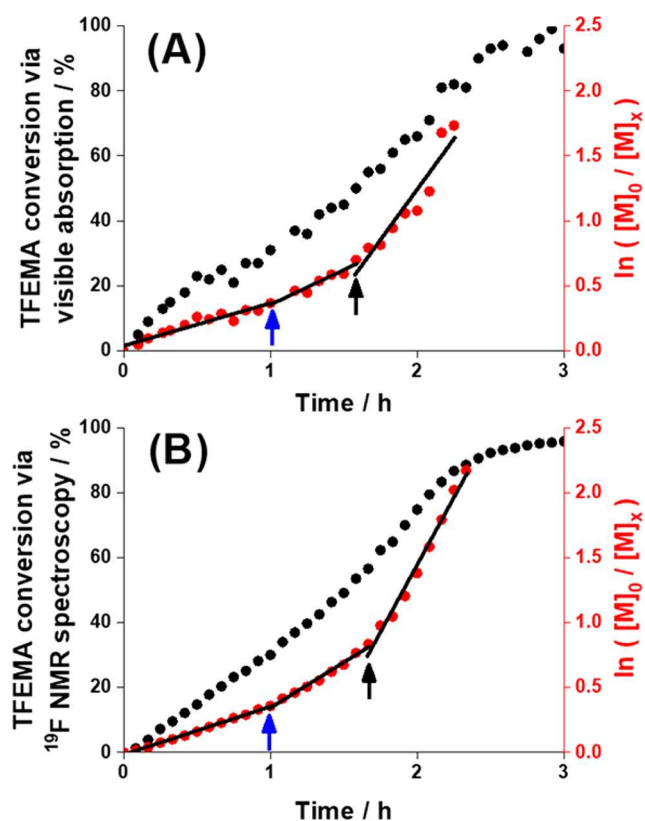 (A)
TFEMA conversion via
visible absorption / %
100
80
60
40
20
0
2.5
2.0
1.5
1.0
0.5
0.0
ln ( [M]0 / [M]x )
0 1 2 3
Time / h
(B)
TFEMA conversion via
19F NMR spectroscopy / %
100
80
60
40
20
0
2.5
2.0
1.5
1.0
0.5
0.0
ln ( [M]0 / [M]x )
0 1 2 3
Time / h